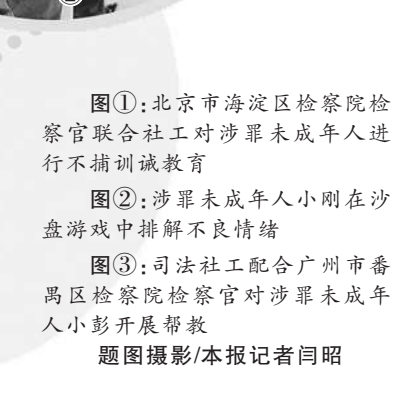 图①:北京市海淀区检察院检
察官联合社工对涉罪未成年人进
行不捕训诫教育
图②:涉罪未成年人小刚在沙
盘游戏中排解不良情绪
图③:司法社工配合广州市番
禺区检察院检察官对涉罪未成年
人小彭开展帮教
题图摄影/本报记者闫昭